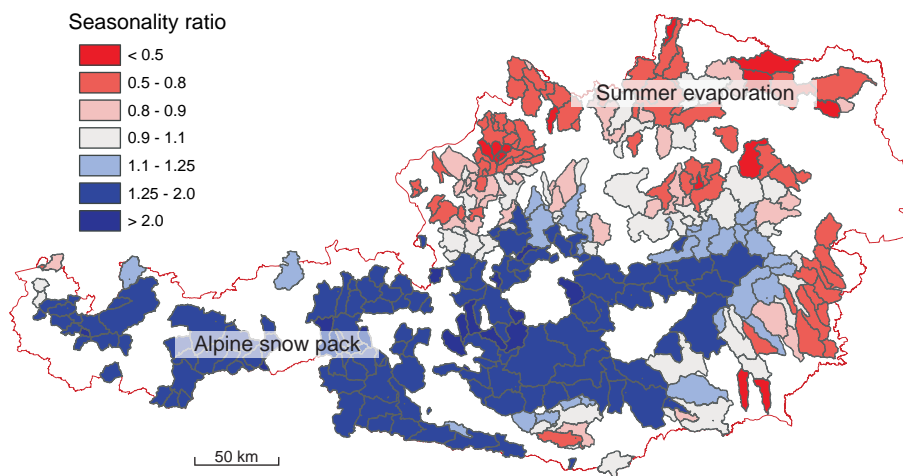 Seasonality ratio
< 0.5
0.5 - 0.8
0.8 - 0.9
0.9 - 1.1
1.1 - 1.25
1.25 - 2.0
> 2.0
Summer evaporation
Alpine snow pack
50 km